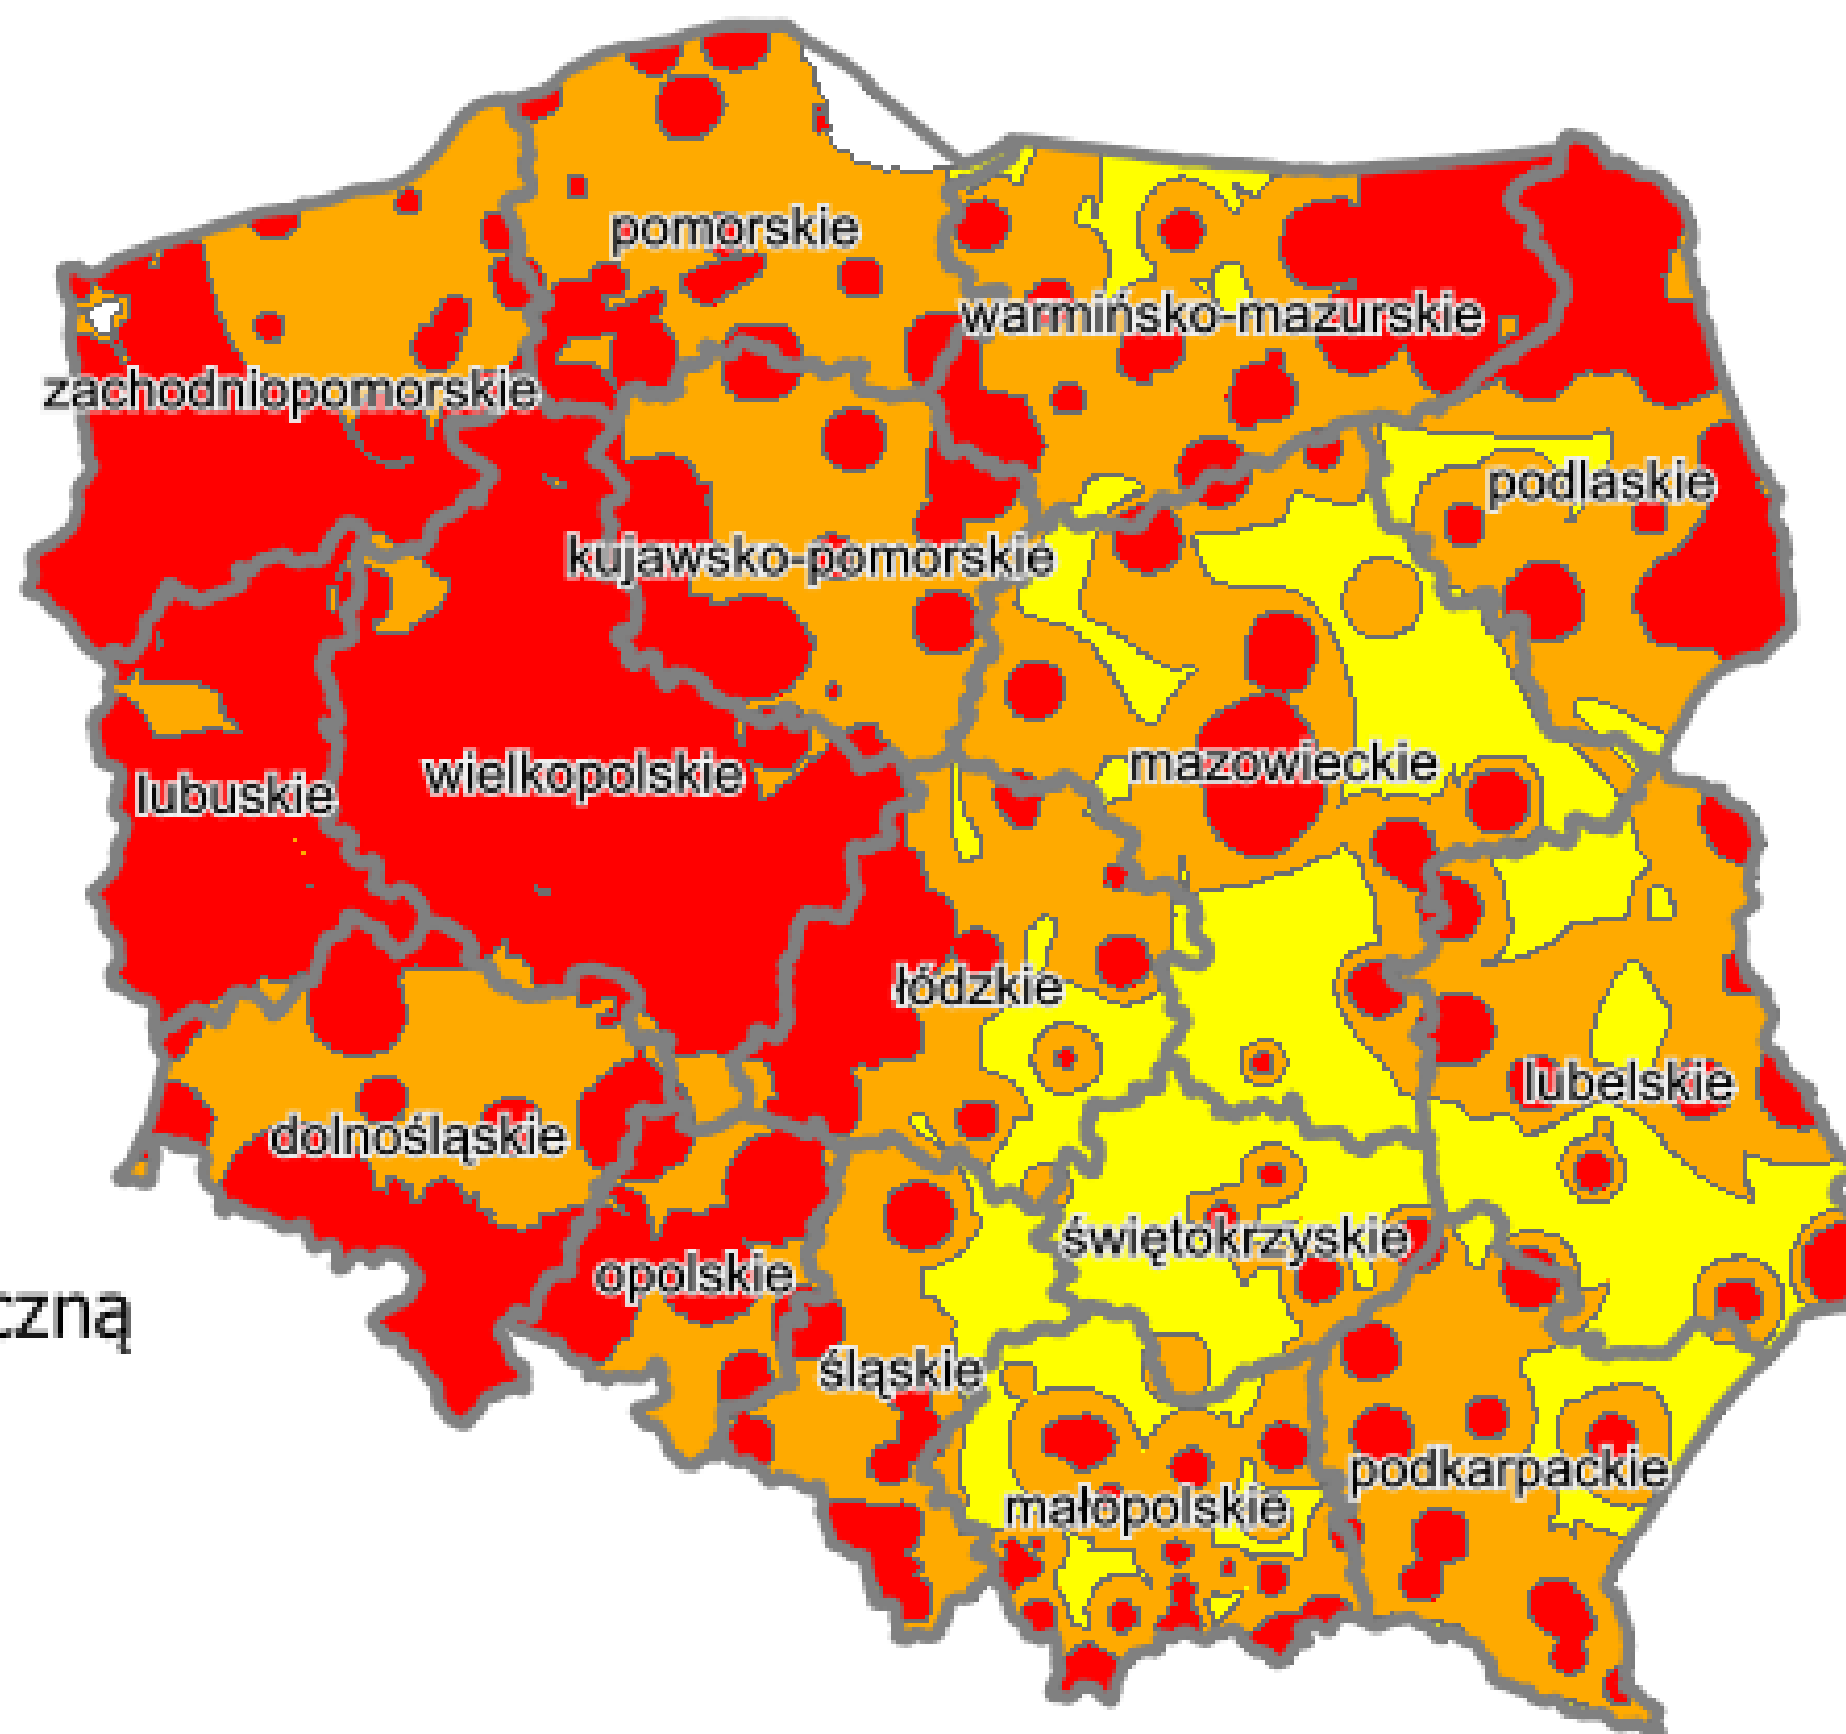 pomorskie
warmińsko-mazurskie
zachodniopomorskie
podlaskie
kujawsko-pomorskie
mazowieckie
wielkopolskie
lubuskie
łódzkie
lubelskie
dolnośląskie
świętokrzyskie
opolskie
czną
śląskie
podkarpackie
małopolskie